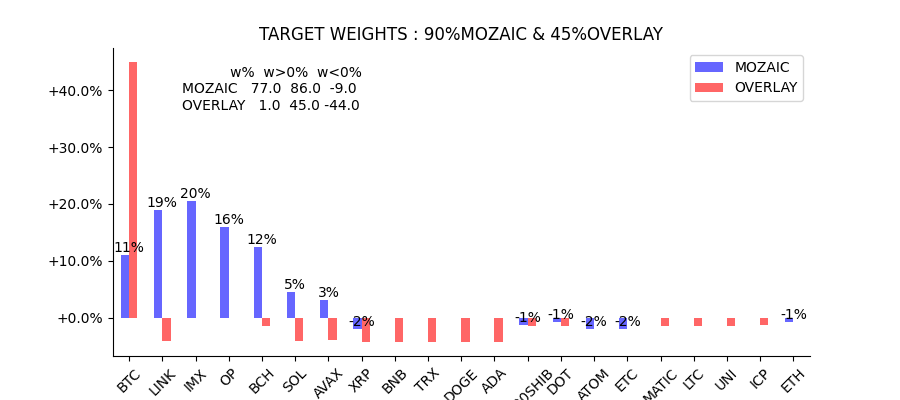 TARGET WEIGHTS : 90%MOZAIC & 45%OVERLAY
w% w>0% w<0%
MOZAIC 77.0 86.0 -9.0
OVERLAY 1.0 45.0 -44.0
MOZAIC
OVERLAY
+40.0%
+30.0%
+20.0%
+10.0%
+0.0%
11%
19%
20%
16%
12%
5%
3%
-2%
-1%
-1%
-2%
-2%
-1%
BTC
LINK
IMX
OP
BCH
SOL
AVAX
XRP
BNB
TRX
DOGE
ADA
DOT
ATOM
ETC
MATIC
LTC
UNI
ICP
ETH